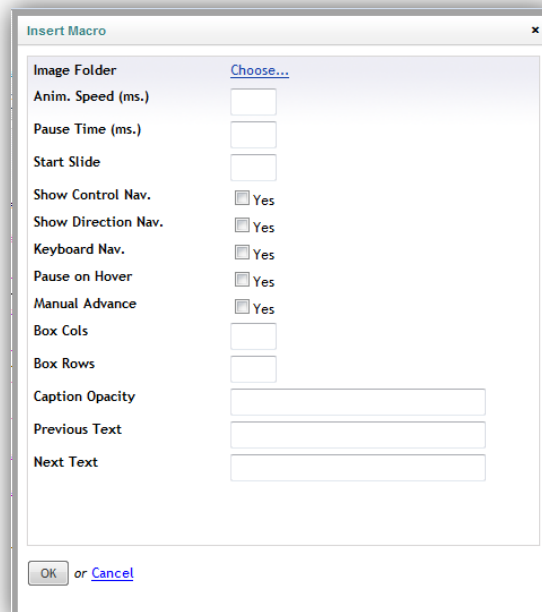 Insert Macro ×
Image Folder Choose...
Anim. Speed (ms.)
Pause Time (ms.)
Start Slide
Show Control Nav. Yes
Show Direction Nav. Yes
Keyboard Nav. Yes
Pause on Hover Yes
Manual Advance Yes
Box Cols
Box Rows
Caption Opacity
Previous Text
Next Text
OK or Cancel